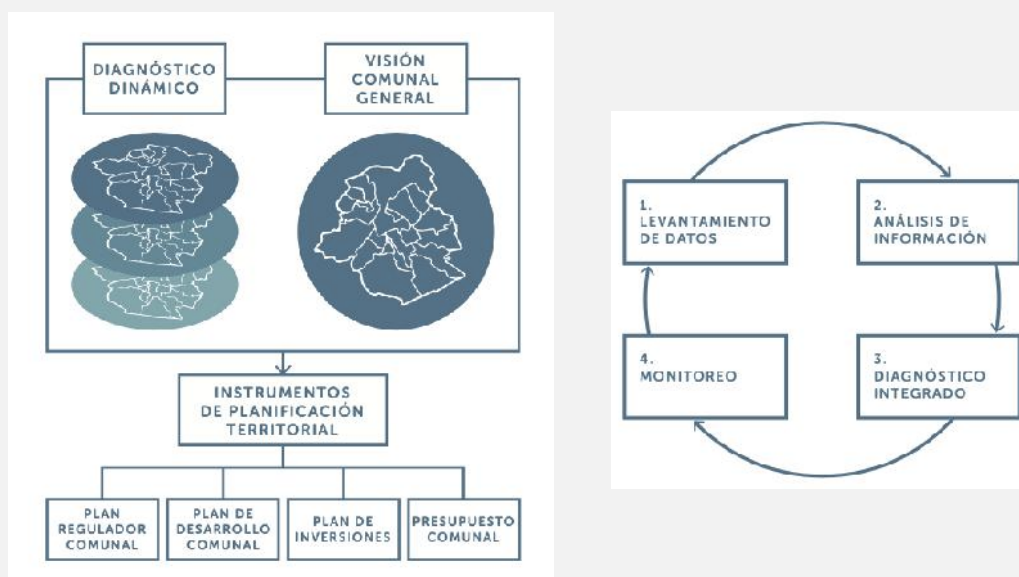 DIAGNÓSTICO
DINÁMICO
VISIÓN
COMUNAL
GENERAL
INSTRUMENTOS
DE PLANIFICACIÓN
TERRITORIAL
PLAN
REGULADOR
COMUNAL
PLAN DE
DESARROLLO
COMUNAL
PLAN DE
INVERSIONES
PRESUPUESTO
COMUNAL
1.
LEVANTAMIENTO
DE DATOS
2.
ANÁLISIS DE
INFORMACIÓN
3.
DIAGNÓSTICO
INTEGRADO
4.
MONITOREO